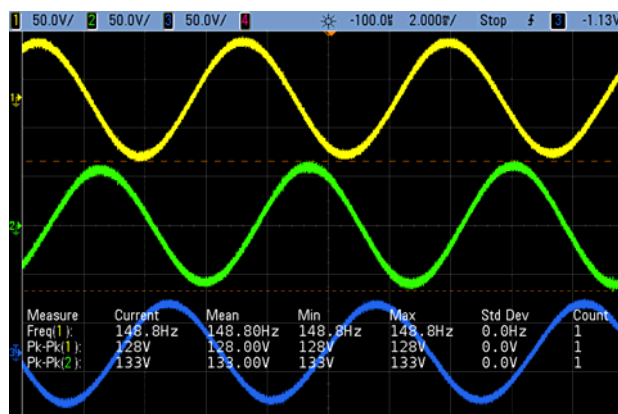 1 50.0V/ 2 50.0V/ 3 50.0V/ 4 -100.0 2.000 / Stop 3 -1.13V
1
2
Measure Current Mean Min Max Std Dev Count
Freq(1): 148.8Hz 148.80Hz 148.8Hz 148.8Hz 0.0Hz 1
Pk-Pk(1): 128V 128.00V 128V 128V 0.0V 1
3
Pk-Pk(2): 133V 133.00V 133V 133V 0.0V 1